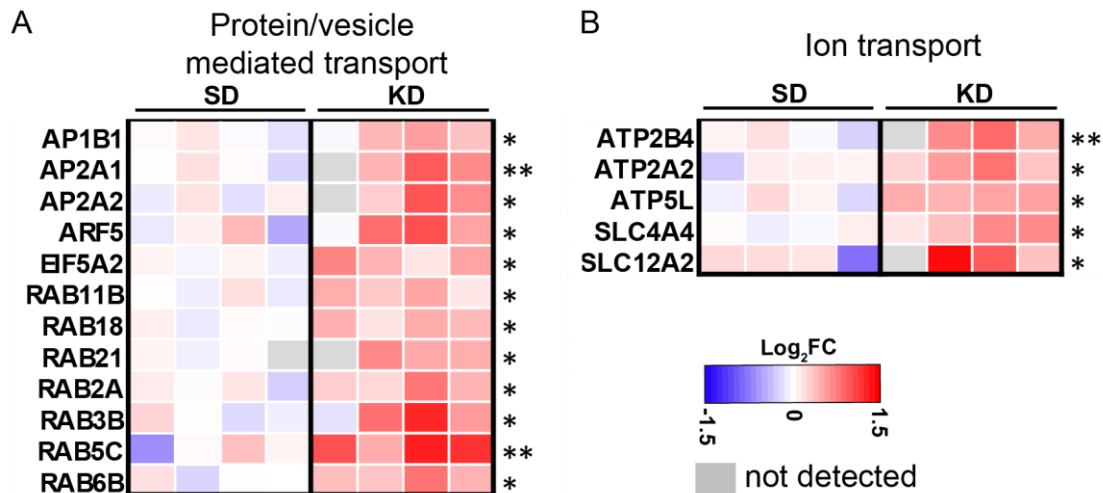 A
Protein/vesicle
mediated transport
SD KD
AP1B1 *
AP2A1 **
AP2A2 *
ARF5 *
EIF5A2 *
RAB11B *
RAB18 *
RAB21 *
RAB2A *
RAB3B *
RAB5C **
RAB6B *
B
Ion transport
SD KD
ATP2B4 **
ATP2A2 *
ATP5L *
SLC4A4 *
SLC12A2 *
Log₂FC
-1.5 0 1.5
not detected